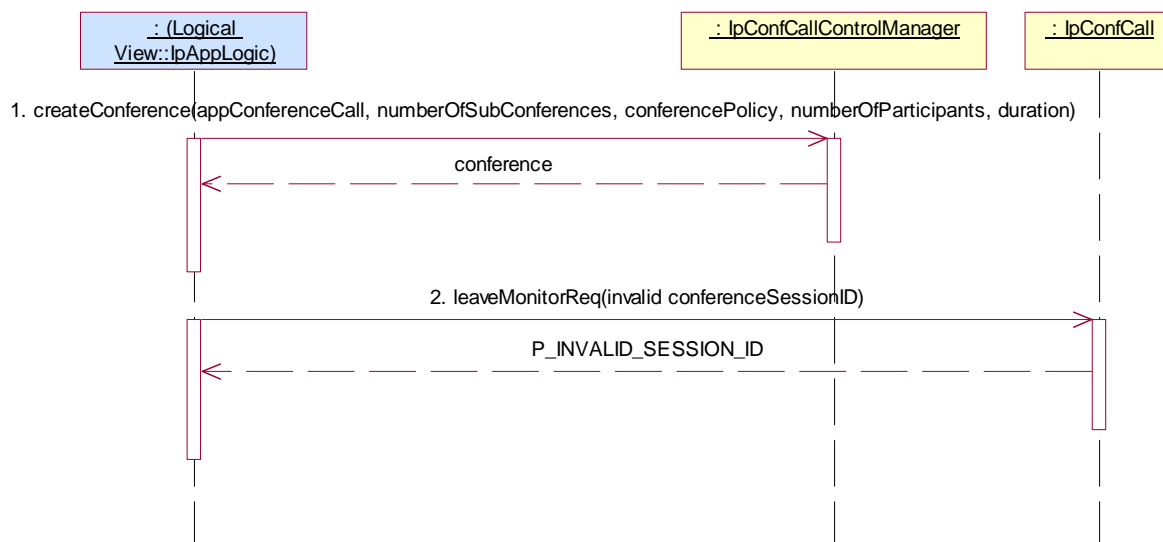 : (Logical
View::IpAppLogic)
: IpConfCallControlManager
: IpConfCall
1. createConference(appConferenceCall, numberOfSubConferences, conferencePolicy, numberOfParticipants, duration)
conference
2. leaveMonitorReq(invalid conferenceSessionID)
P_INVALID_SESSION_ID